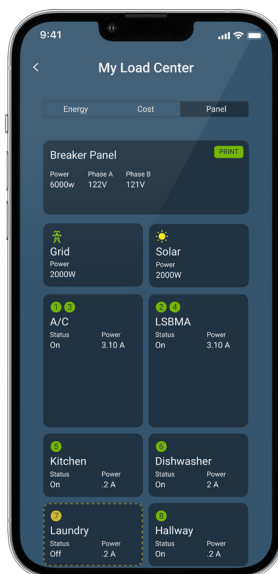 9:41
My Load Center
Energy Cost Panel
Breaker Panel PRINT
Power Phase A Phase B
6000w 122V 121V
Grid Solar
Power Power
2000W 2000W
1 3 2 4
A/C LSBMA
Status Power Status Power
On 3.10 A On 3.10 A
5 6
Kitchen Dishwasher
Status Power Status Power
On .2 A On 2 A
7 8
Laundry Hallway
Status Power Status Power
Off .2 A On .2 A